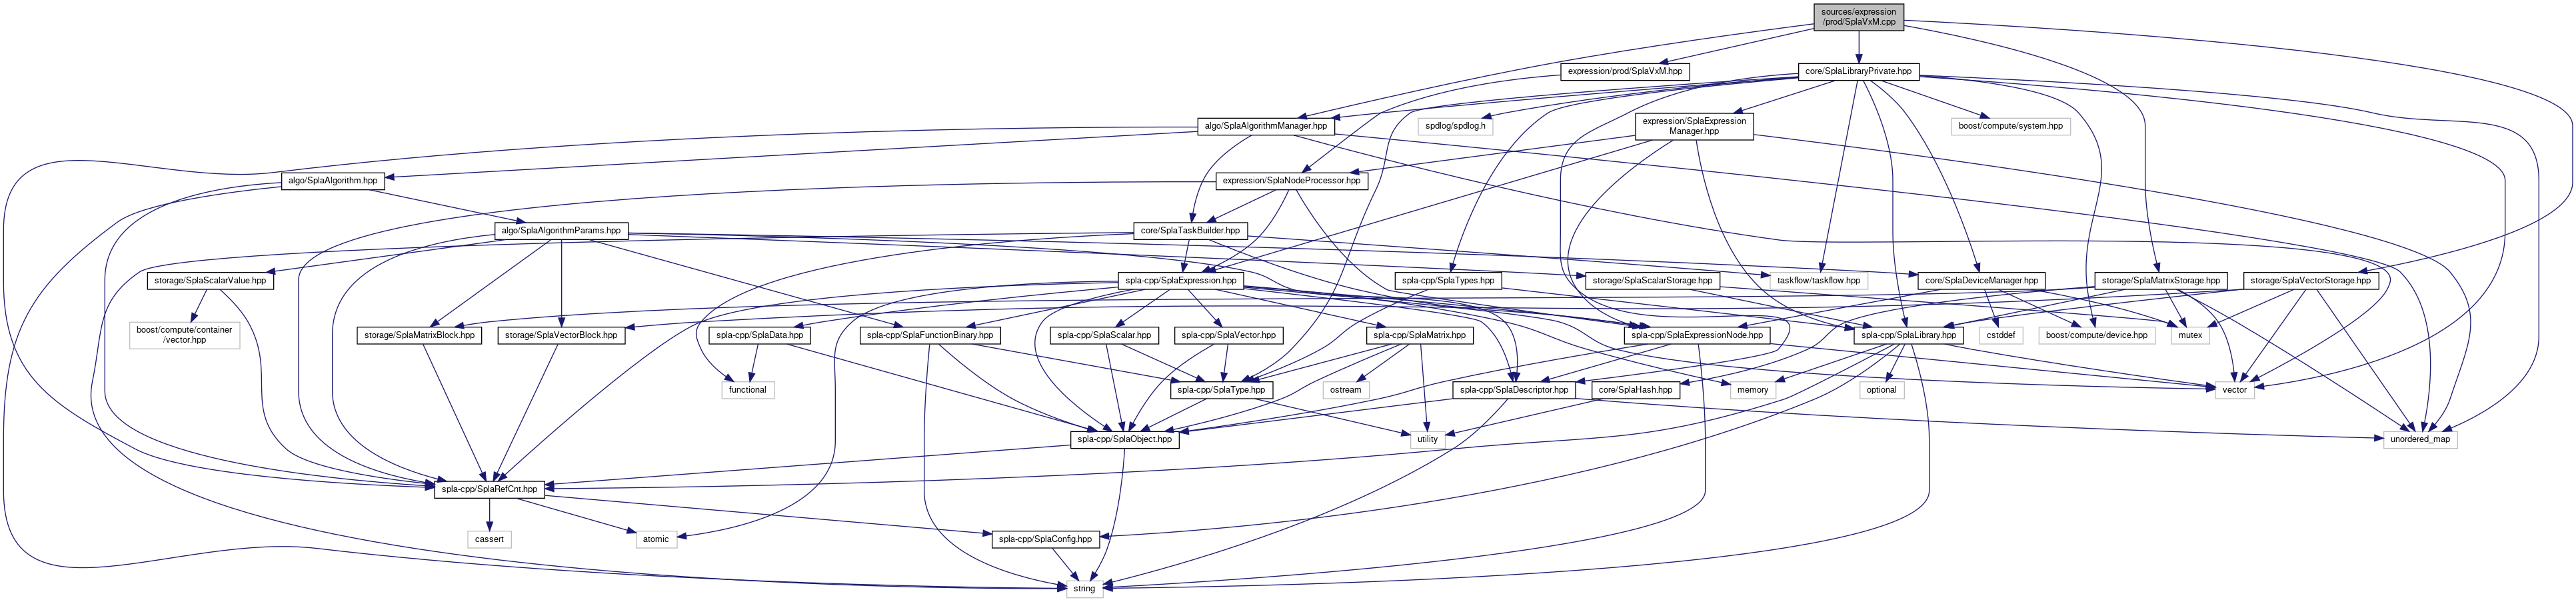 sources/expression
/prod/SplaVxM.cpp
expression/prod/SplaVxM.hpp
core/SplaLibraryPrivate.hpp
algo/SplaAlgorithmManager.hpp
spdlog/spdlog.h
expression/SplaExpression
Manager.hpp
boost/compute/system.hpp
algo/SplaAlgorithm.hpp
expression/SplaNodeProcessor.hpp
algo/SplaAlgorithmParams.hpp
core/SplaTaskBuilder.hpp
storage/SplaScalarValue.hpp
spla-cpp/SplaExpression.hpp
spla-cpp/SplaTypes.hpp
storage/SplaScalarStorage.hpp
taskflow/taskflow.hpp
core/SplaDeviceManager.hpp
storage/SplaMatrixStorage.hpp
storage/SplaVectorStorage.hpp
boost/compute/container
/vector.hpp
storage/SplaMatrixBlock.hpp
storage/SplaVectorBlock.hpp
spla-cpp/SplaData.hpp
spla-cpp/SplaFunctionBinary.hpp
spla-cpp/SplaScalar.hpp
spla-cpp/SplaVector.hpp
spla-cpp/SplaMatrix.hpp
spla-cpp/SplaExpressionNode.hpp
spla-cpp/SplaLibrary.hpp
cstddef
boost/compute/device.hpp
mutex
functional
spla-cpp/SplaType.hpp
ostream
spla-cpp/SplaDescriptor.hpp
core/SplaHash.hpp
memory
optional
vector
spla-cpp/SplaObject.hpp
utility
unordered_map
spla-cpp/SplaRefCnt.hpp
cassert
atomic
spla-cpp/SplaConfig.hpp
string